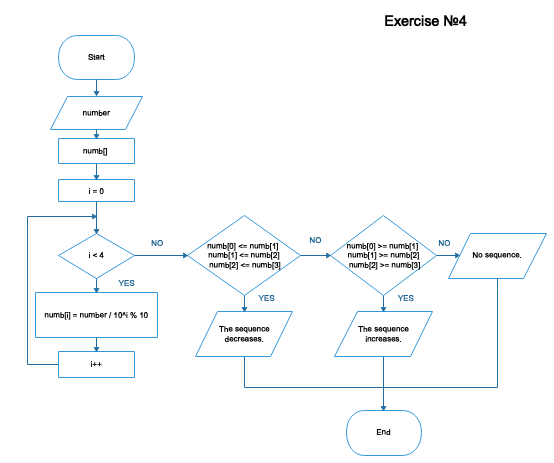 Exercise №4
Start
number
numb[]
i = 0
i < 4
NO
YES
numb[i] = number / 10^i % 10
i++
numb[0] <= numb[1]
numb[1] <= numb[2]
numb[2] <= numb[3]
NO
YES
The sequence
decreases.
numb[0] >= numb[1]
numb[1] >= numb[2]
numb[2] >= numb[3]
NO
YES
The sequence
increases.
No sequence.
End